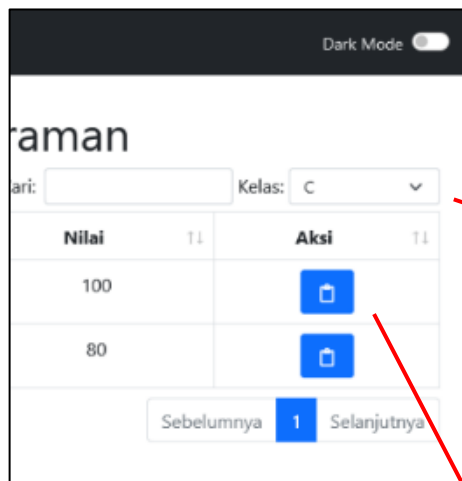 Dark Mode
raman
ari: Kelas: C
Nilai Aksi
100
80
Sebelumnya 1 Selanjutnya